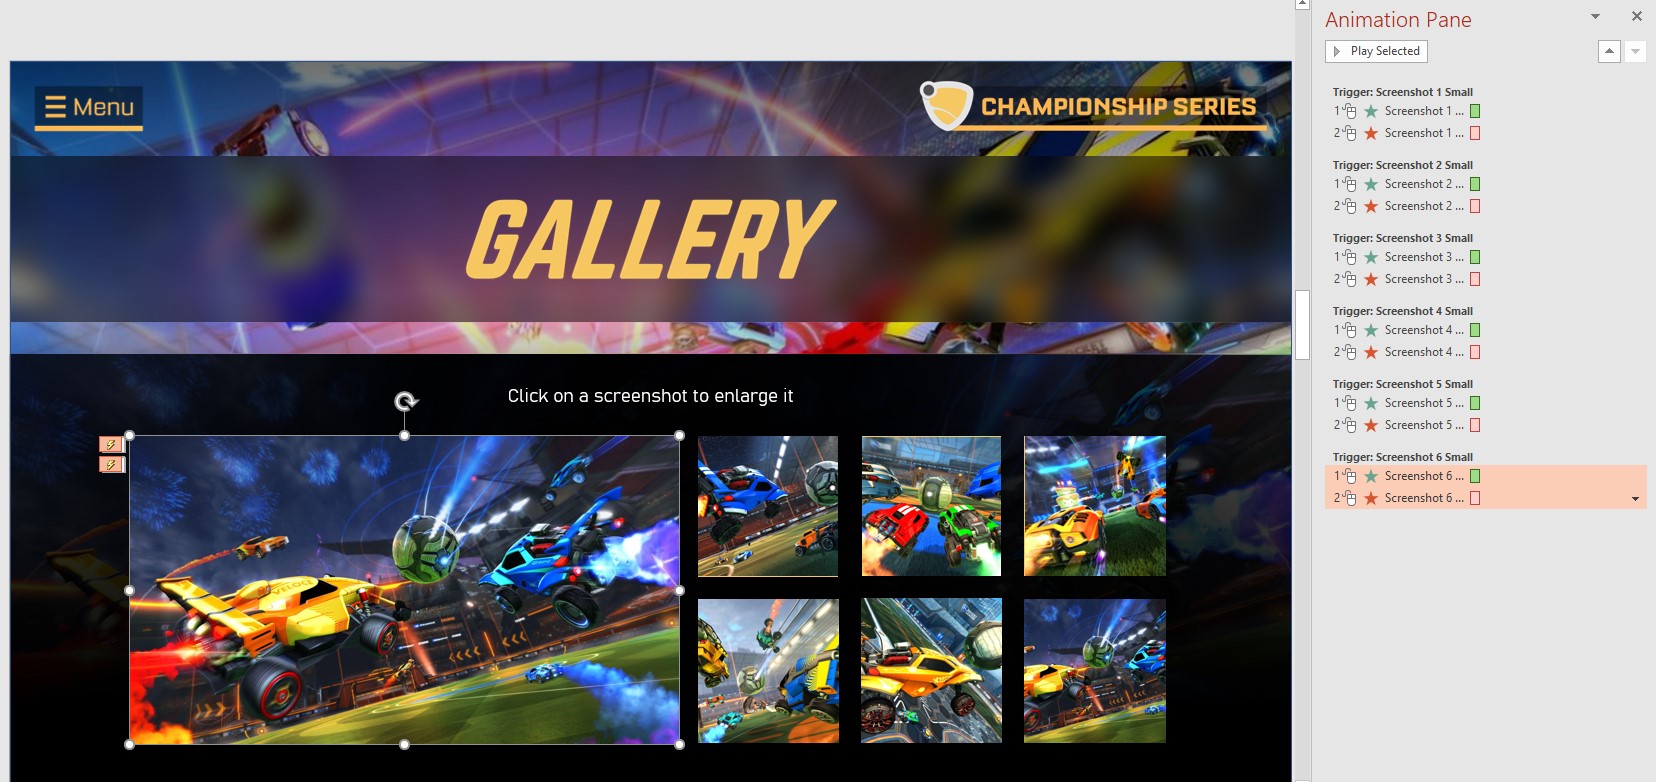 Animation Pane
Play Selected
Menu
CHAMPIONSHIP SERIES
GALLERY
Click on a screenshot to enlarge it
Trigger: Screenshot 1 Small
1 Screenshot 1 ...
2 Screenshot 1 ...
Trigger: Screenshot 2 Small
1 Screenshot 2 ...
2 Screenshot 2 ...
Trigger: Screenshot 3 Small
1 Screenshot 3 ...
2 Screenshot 3 ...
Trigger: Screenshot 4 Small
1 Screenshot 4 ...
2 Screenshot 4 ...
Trigger: Screenshot 5 Small
1 Screenshot 5 ...
2 Screenshot 5 ...
Trigger: Screenshot 6 Small
1 Screenshot 6 ...
2 Screenshot 6 ...